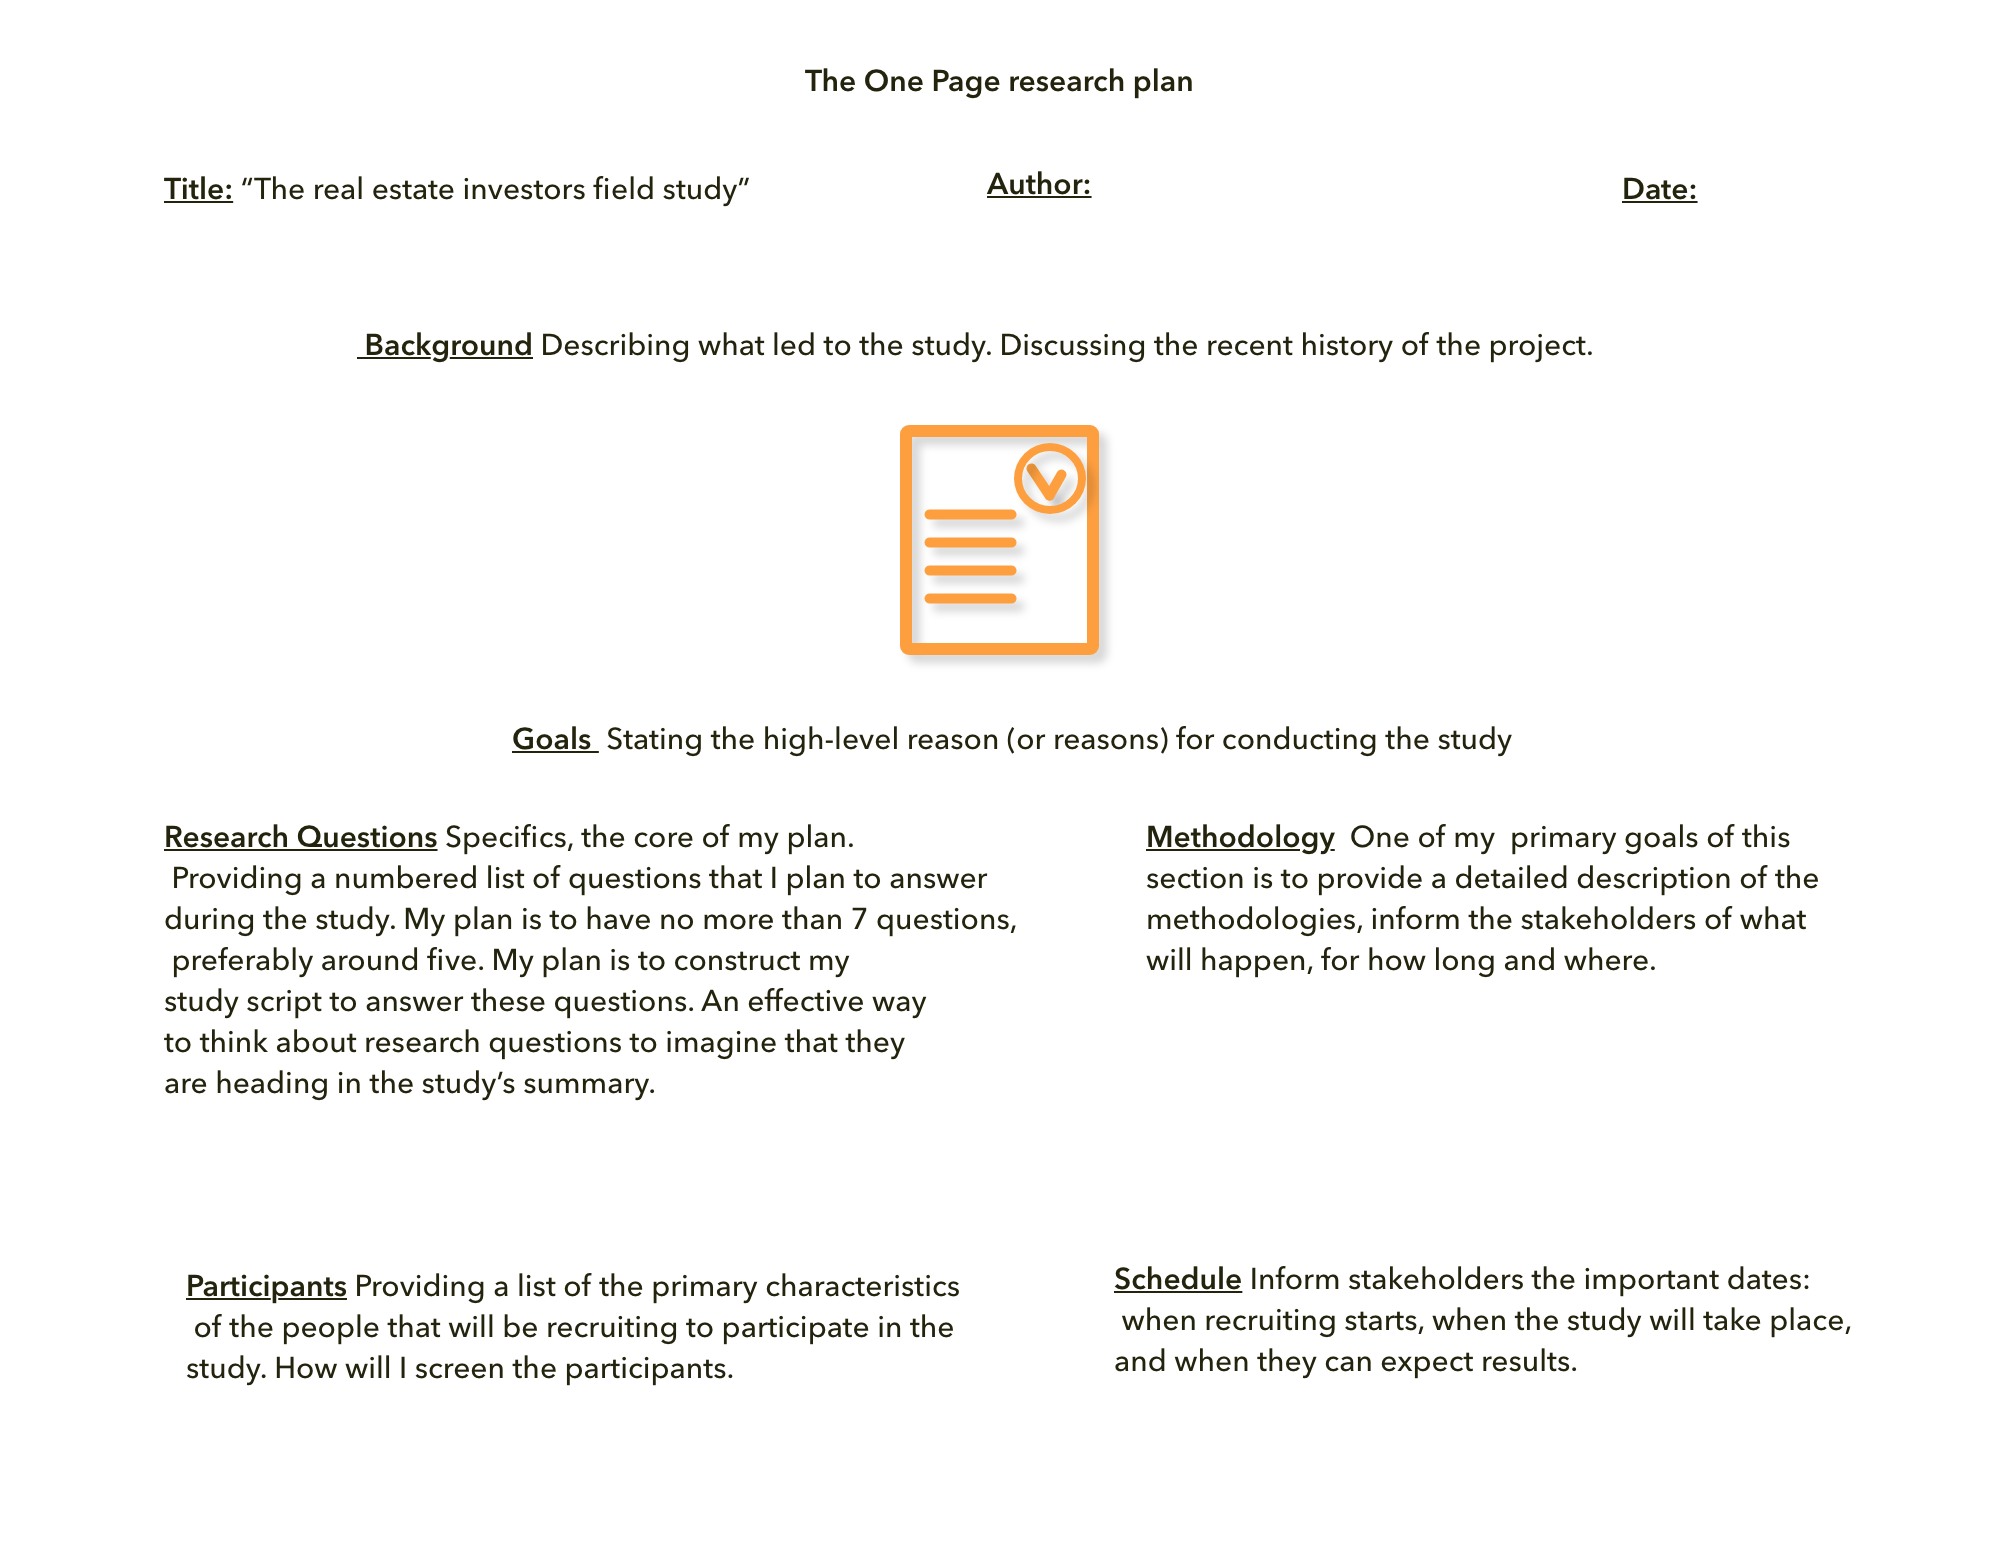 The One Page research plan
Title: “The real estate investors field study”
Author:
Date:
Background Describing what led to the study. Discussing the recent history of the project.
Goals  Stating the high-level reason (or reasons) for conducting the study
Research Questions Specifics, the core of my plan.
Providing a numbered list of questions that I plan to answer
during the study. My plan is to have no more than 7 questions,
preferably around five. My plan is to construct my
study script to answer these questions. An effective way
to think about research questions to imagine that they
are heading in the study’s summary.
Methodology  One of my  primary goals of this
section is to provide a detailed description of the
methodologies, inform the stakeholders of what
will happen, for how long and where.
Participants Providing a list of the primary characteristics
of the people that will be recruiting to participate in the
study. How will I screen the participants.
Schedule Inform stakeholders the important dates:
when recruiting starts, when the study will take place,
and when they can expect results.